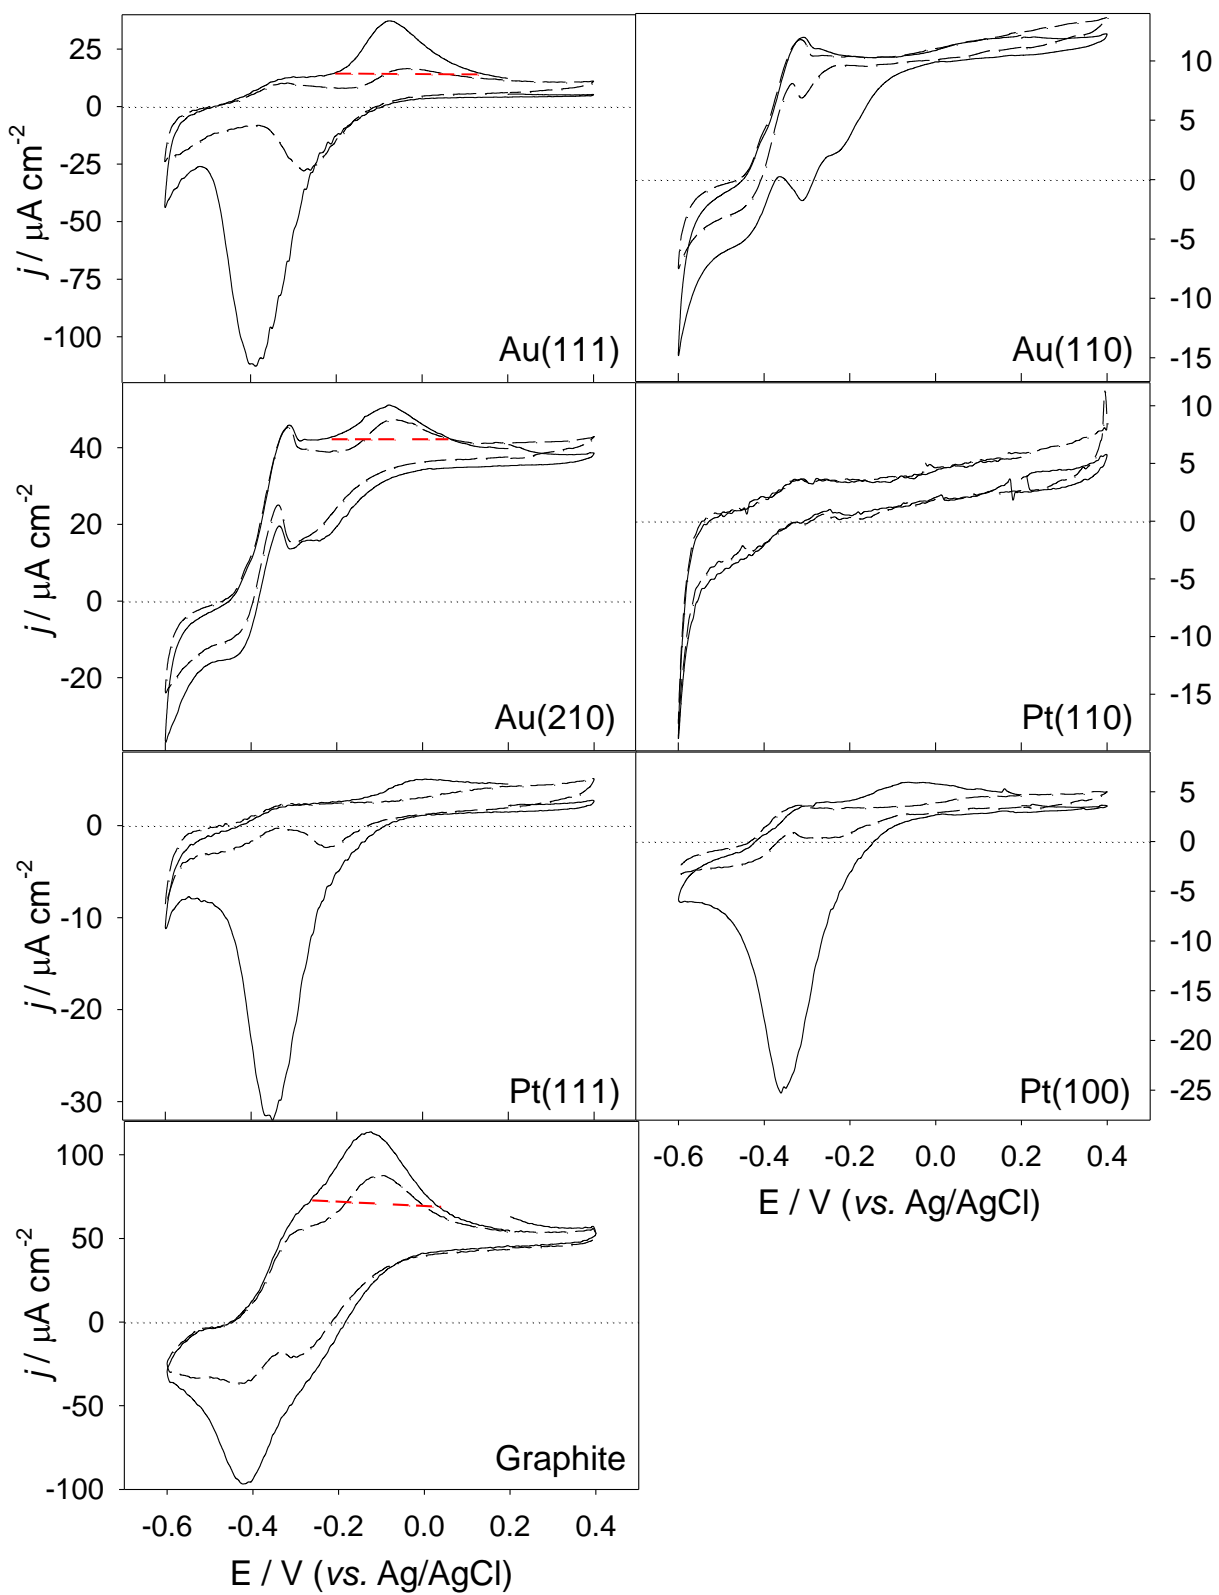 25
0
-25
-50
-75
-100
j / μA cm-2
Au(111)
10
5
0
-5
-10
-15
Au(110)
40
20
0
-20
j / μA cm-2
Au(210)
10
5
0
-5
-10
-15
Pt(110)
0
-10
-20
-30
j / μA cm-2
Pt(111)
5
0
-5
-10
-15
-20
-25
Pt(100)
-0.6 -0.4 -0.2 0.0 0.2 0.4
E / V (vs. Ag/AgCl)
100
50
0
-50
-100
j / μA cm-2
Graphite
-0.6 -0.4 -0.2 0.0 0.2 0.4
E / V (vs. Ag/AgCl)